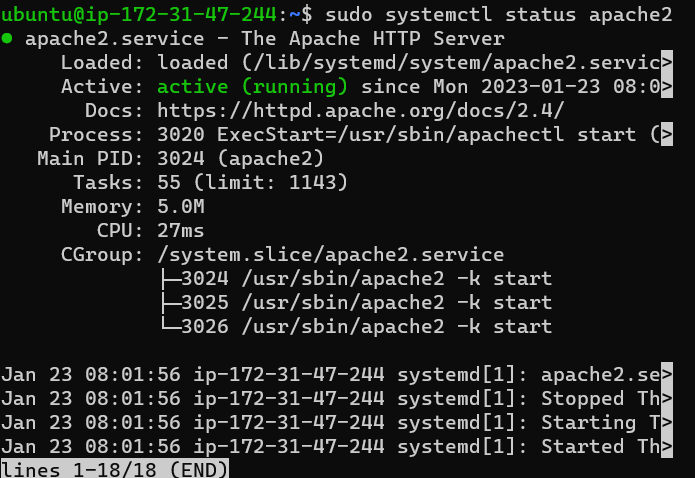 ubuntu@ip-172-31-47-244:~$ sudo systemctl status apache2
● apache2.service - The Apache HTTP Server
     Loaded: loaded (/lib/systemd/system/apache2.servic>
     Active: active (running) since Mon 2023-01-23 08:0>
       Docs: https://httpd.apache.org/docs/2.4/
    Process: 3020 ExecStart=/usr/sbin/apachectl start (>
   Main PID: 3024 (apache2)
      Tasks: 55 (limit: 1143)
     Memory: 5.0M
        CPU: 27ms
     CGroup: /system.slice/apache2.service
             ├─3024 /usr/sbin/apache2 -k start
             ├─3025 /usr/sbin/apache2 -k start
             └─3026 /usr/sbin/apache2 -k start

Jan 23 08:01:56 ip-172-31-47-244 systemd[1]: apache2.se>
Jan 23 08:01:56 ip-172-31-47-244 systemd[1]: Stopped Th>
Jan 23 08:01:56 ip-172-31-47-244 systemd[1]: Starting T>
Jan 23 08:01:56 ip-172-31-47-244 systemd[1]: Started Th>
lines 1-18/18 (END)